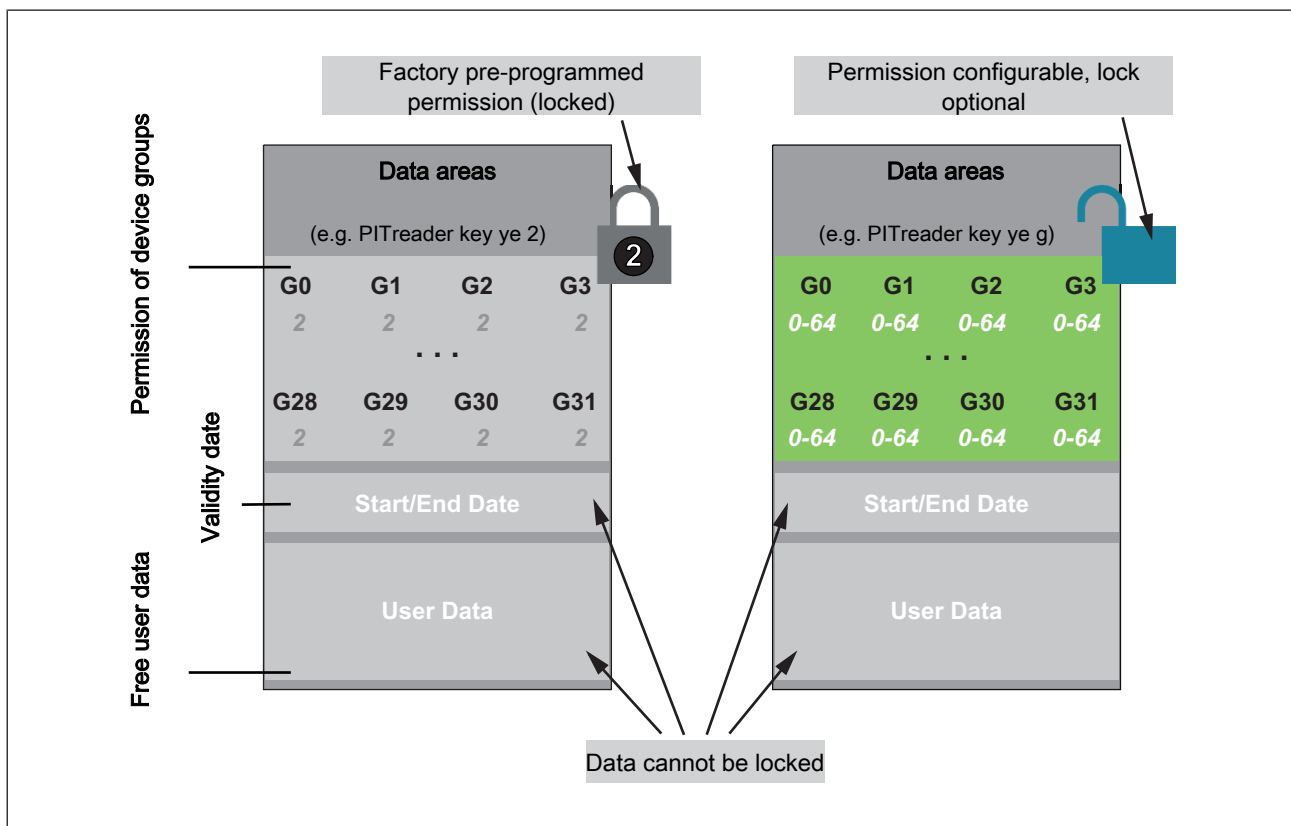 Factory pre-programmed
permission (locked)
Permission configurable, lock
optional
Permission of device groups
Validity date
Free user data
Data areas
(e.g. PITreader key ye 2)
2
G0 G1 G2 G3
2 2 2 2
. . .
G28 G29 G30 G31
2 2 2 2
Start/End Date
User Data
Data areas
(e.g. PITreader key ye g)
G0 G1 G2 G3
0-64 0-64 0-64 0-64
. . .
G28 G29 G30 G31
0-64 0-64 0-64 0-64
Start/End Date
User Data
Data cannot be locked